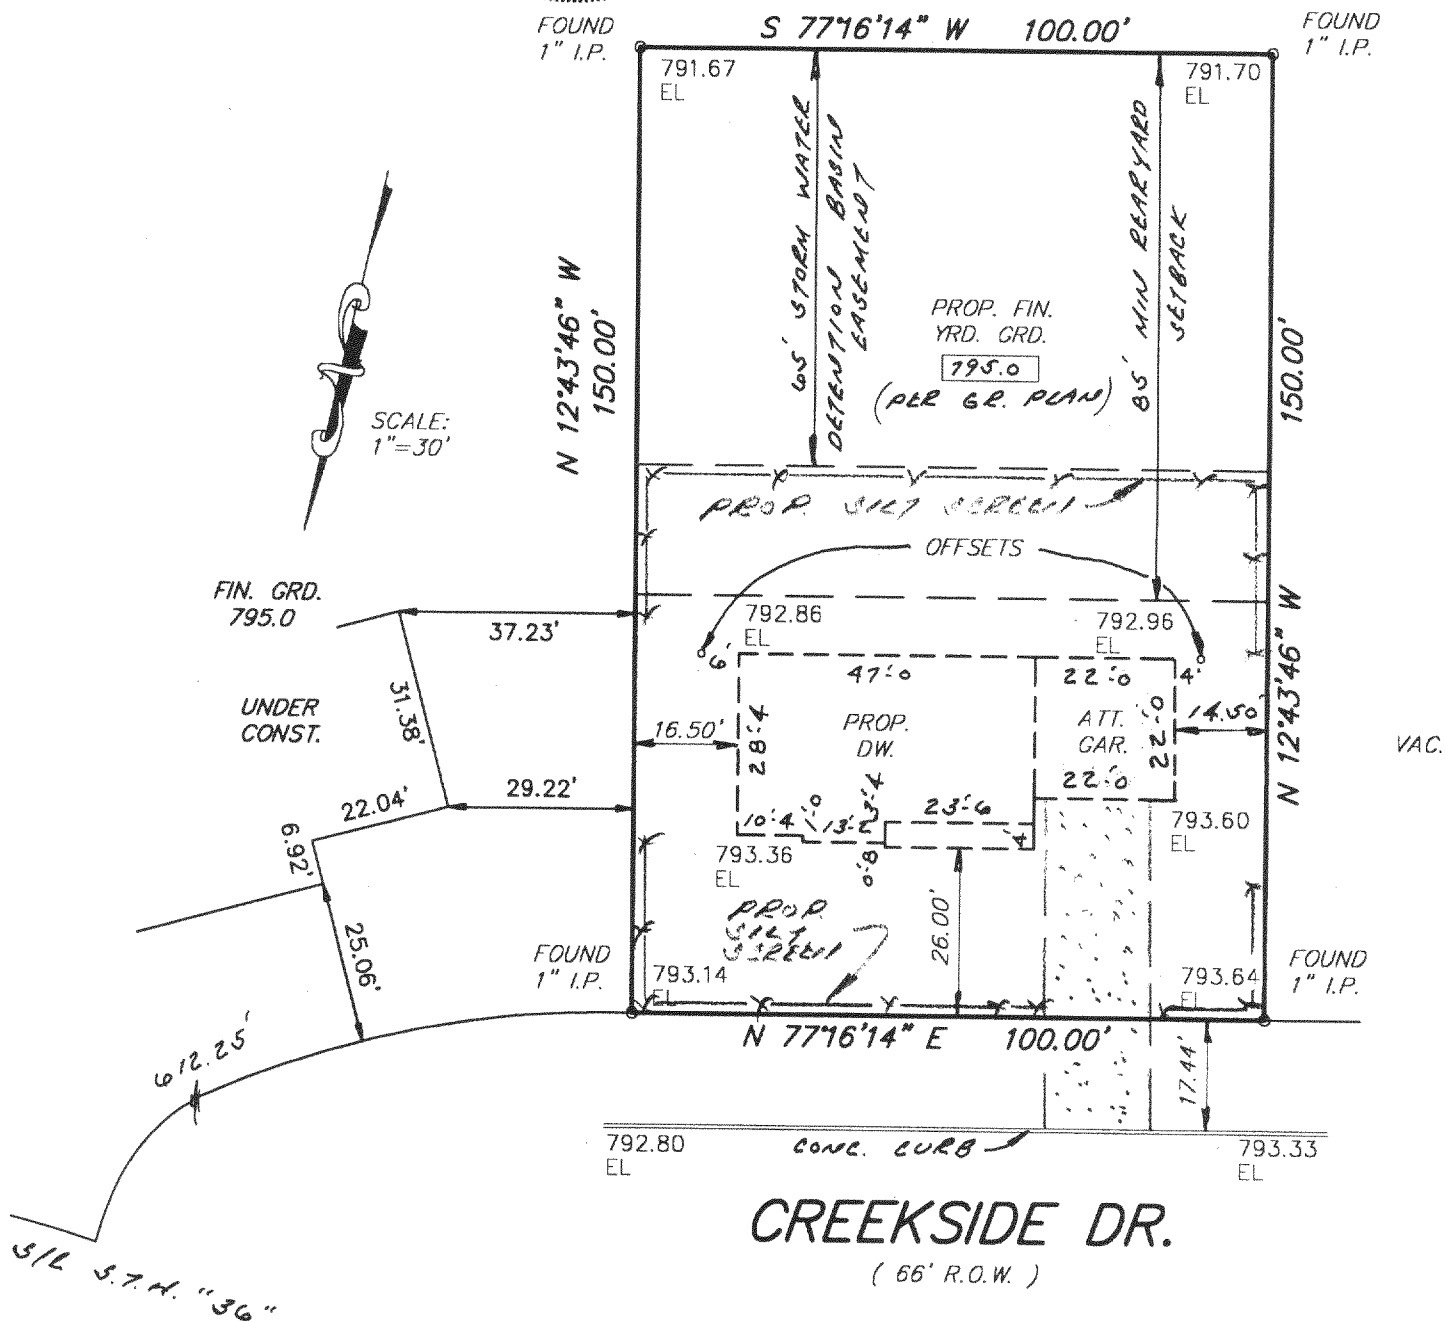 FOUND
1" I.P.
S 77°16'14" W 100.00'
FOUND
1" I.P.
791.67
EL
791.70
EL
65' STORM WATER
DETENTION BASIN
EASEMENT
85' MIN REARYARD
SETBACK
PROP. FIN.
YRD. GRD.
795.0
(PER GR. PLAN)
N 12°43'46" W
150.00'
150.00'
N 12°43'46" W
SCALE:
1"=30'
PROP. SILT SCREEN
OFFSETS
FIN. GRD.
795.0
37.23'
792.86
EL
792.96
EL
6'
4'
47'-0
22'-0
31.38'
UNDER
CONST.
16.50'
28'-4
PROP.
DW.
ATT.
GAR.
22'-0
14.50'
VAC.
22'-0
29.22'
22.04'
6.92'
10'-4
1'-0
13'-2
3'-4
23'-6
4'
0'-8
793.36
EL
793.60
EL
PROP.
SILT
SCREEN
26.00'
25.06'
FOUND
1" I.P.
793.14
EL
793.64
EL
FOUND
1" I.P.
N 77°16'14" E 100.00'
612.25'
17.44'
792.80
EL
CONC. CURB
793.33
EL
CREEKSIDE DR.
( 66' R.O.W. )
S/L S.T.H. "36"